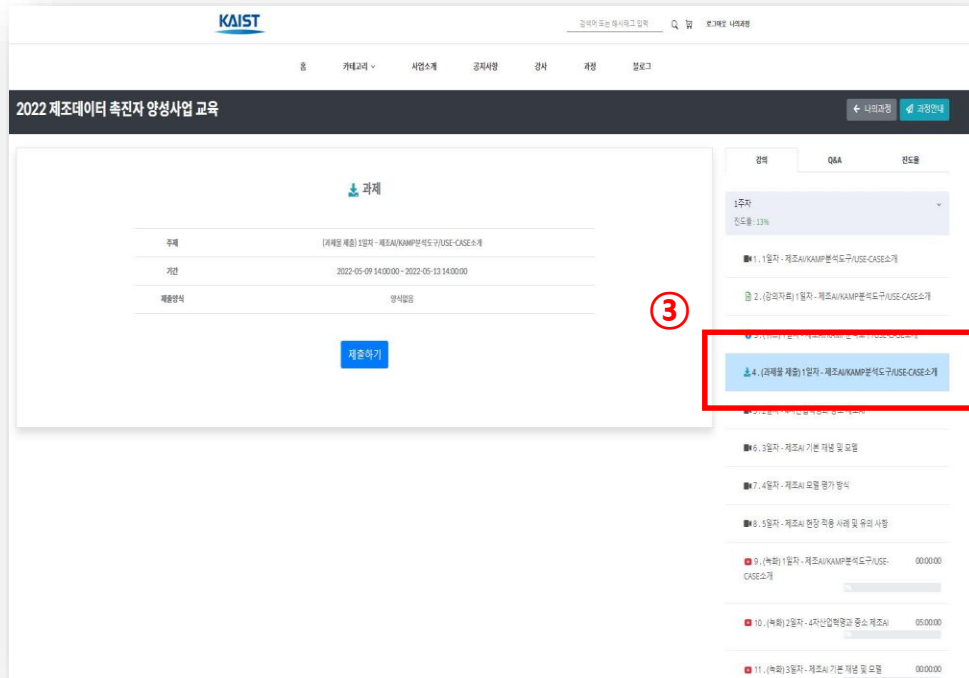 KAIST
검색어 또는 해시태그 입력
로그아웃 나의과정
홈 카테고리 사업소개 공지사항 강사 과정 블로그
2022 제조데이터 촉진자 양성사업 교육
나의과정 과정안내
과제
주제 (과제물 제출) 1일차 - 제조AI/KAMP분석도구/USE-CASE소개
기간 2022-05-09 14:00:00 ~ 2022-05-13 14:00:00
제출양식 양식없음
제출하기
③
강의 Q&A 진도율
1주차
진도율: 13%
1. 1일차 - 제조AI/KAMP분석도구/USE-CASE소개
2. (강의자료) 1일차 - 제조AI/KAMP분석도구/USE-CASE소개
4. (과제물 제출) 1일차 - 제조AI/KAMP분석도구/USE-CASE소개
6. 3일차 - 제조AI 기본 개념 및 모델
7. 4일차 - 제조AI 모델 평가 방식
8. 5일차 - 제조AI 현장 적용 사례 및 유의 사항
9. (녹화) 1일차 - 제조AI/KAMP분석도구/USE- 00:00:00
CASE소개
10. (녹화) 2일차 - 4차산업혁명과 중소 제조AI 05:00:00
11. (녹화) 3일차 - 제조AI 기본 개념 및 모델 00:00:00